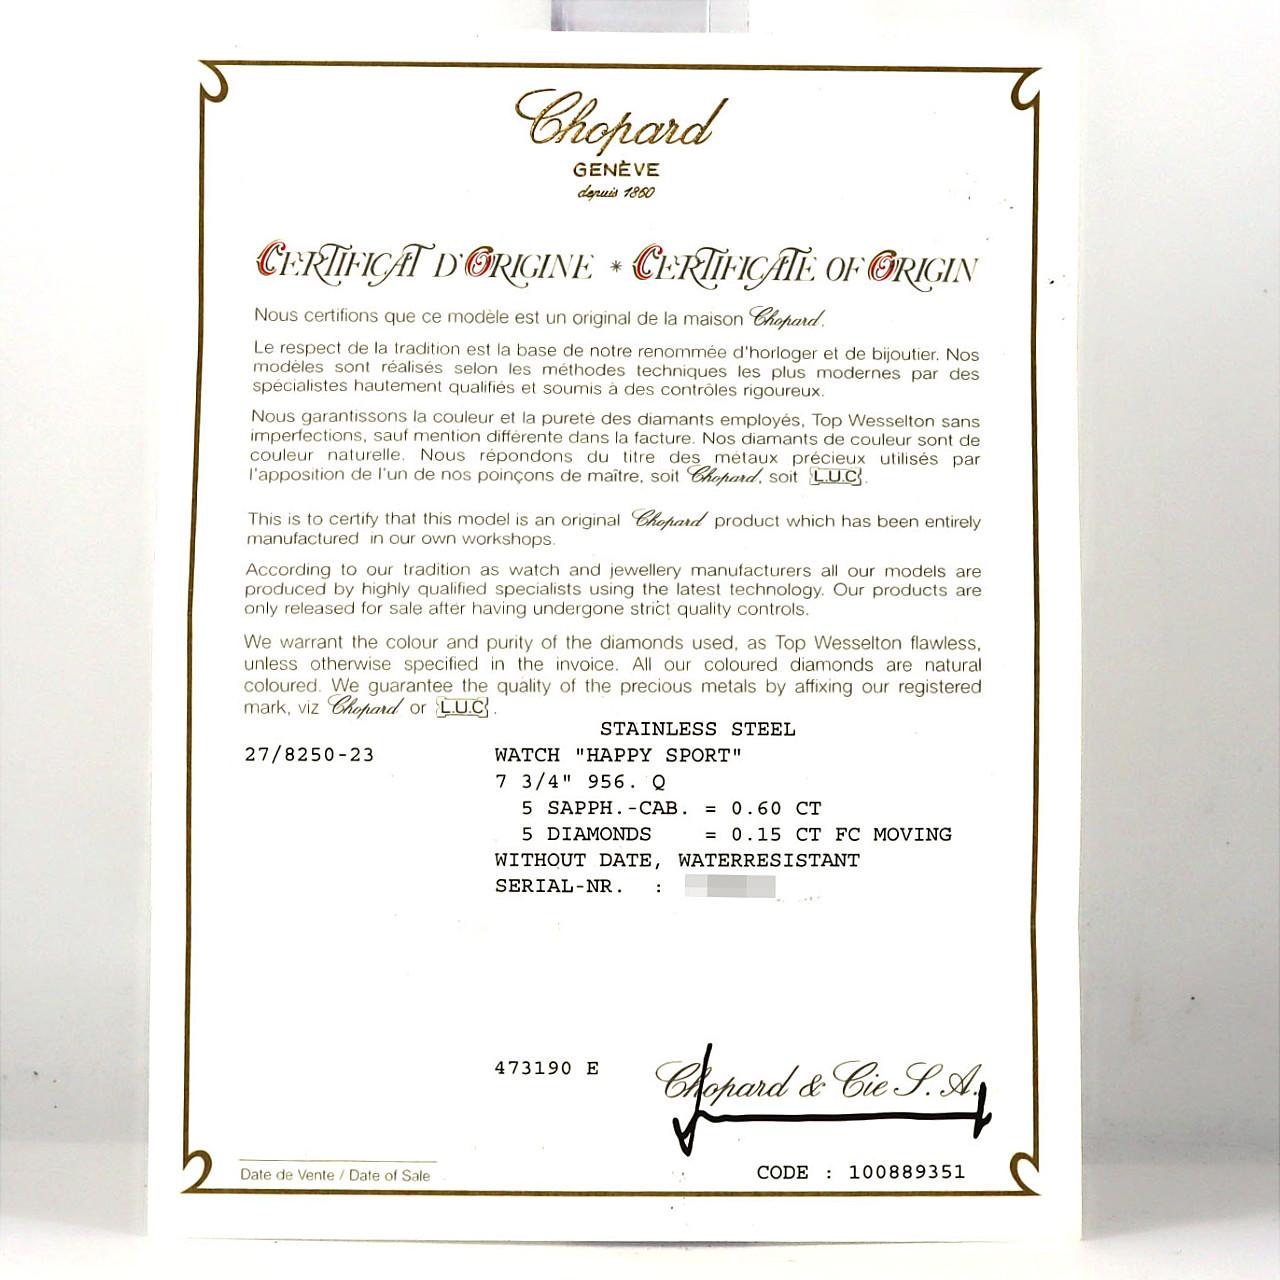 Chopard
GENÈVE
depuis 1860
CERTIFICAT D'ORIGINE * CERTIFICATE OF ORIGIN
Nous certifions que ce modèle est un original de la maison Chopard.
Le respect de la tradition est la base de notre renommée d'horloger et de bijoutier. Nos
modèles sont réalisés selon les méthodes techniques les plus modernes par des
spécialistes hautement qualifiés et soumis à des contrôles rigoureux.
Nous garantissons la couleur et la pureté des diamants employés, Top Wesselton sans
imperfections, sauf mention différente dans la facture. Nos diamants de couleur sont de
couleur naturelle. Nous répondons du titre des métaux précieux utilisés par
l'apposition de l'un de nos poinçons de maître, soit Chopard, soit L.U.C.
This is to certify that this model is an original Chopard product which has been entirely
manufactured in our own workshops.
According to our tradition as watch and jewellery manufacturers all our models are
produced by highly qualified specialists using the latest technology. Our products are
only released for sale after having undergone strict quality controls.
We warrant the colour and purity of the diamonds used, as Top Wesselton flawless,
unless otherwise specified in the invoice. All our coloured diamonds are natural
coloured. We guarantee the quality of the precious metals by affixing our registered
mark, viz Chopard or L.U.C.
STAINLESS STEEL
27/8250-23 WATCH "HAPPY SPORT"
7 3/4" 956. Q
5 SAPPH.-CAB. = 0.60 CT
5 DIAMONDS = 0.15 CT FC MOVING
WITHOUT DATE, WATERRESISTANT
SERIAL-NR. :
473190 E Chopard & Cie S.A.
Date de Vente / Date of Sale CODE : 100889351